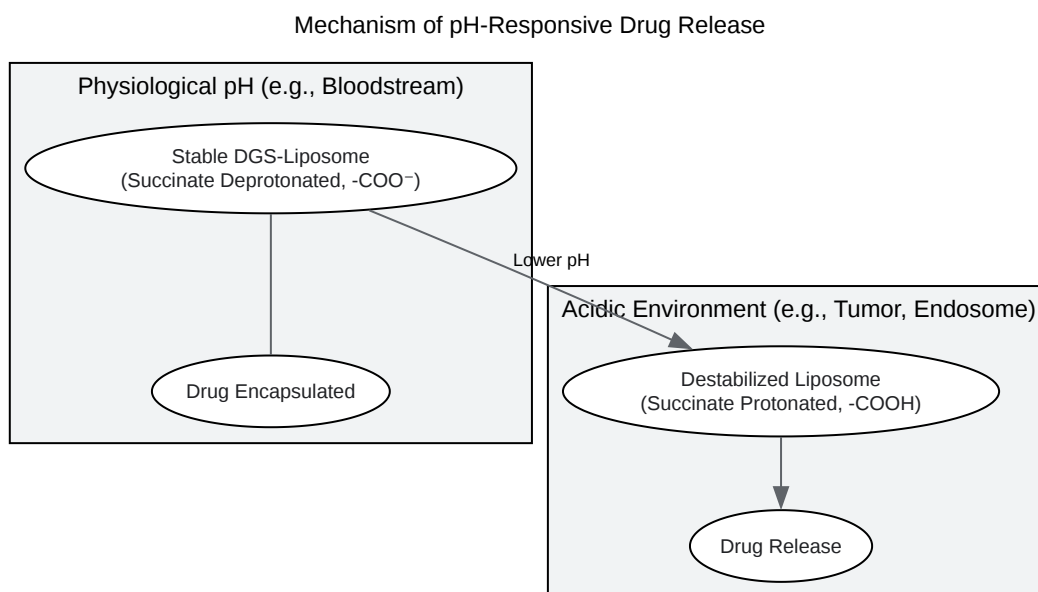 Mechanism of pH-Responsive Drug Release
Physiological pH (e.g., Bloodstream)
Stable DGS-Liposome
(Succinate Deprotonated, -COO⁻)
Drug Encapsulated
Lower pH
Acidic Environment (e.g., Tumor, Endosome)
Destabilized Liposome
(Succinate Protonated, -COOH)
Drug Release